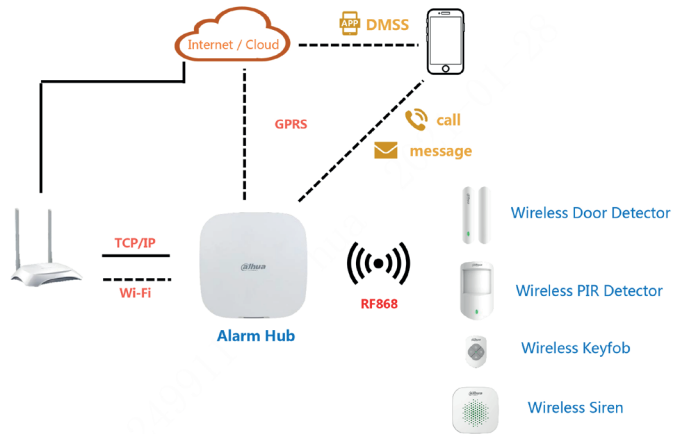 APP DMSS
Internet / Cloud
GPRS
call
message
Wireless Door Detector
TCP/IP
alhua
Wi-Fi
RF868
Wireless PIR Detector
Alarm Hub
Wireless Keyfob
Wireless Siren